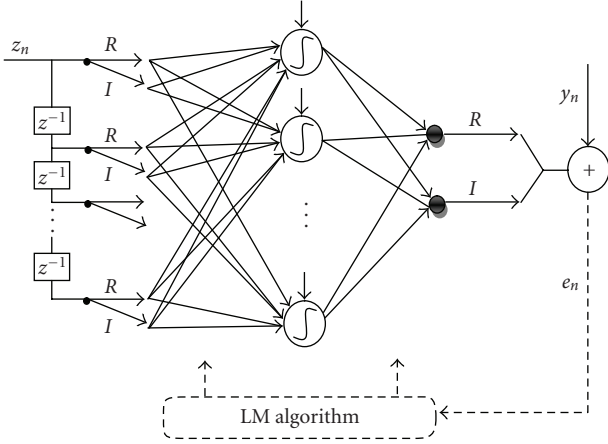 z_n
R
I
z^{-1}
R
I
z^{-1}
⋮
z^{-1}
R
I
∫
∫
⋮
∫
R
I
y_n
+
e_n
LM algorithm